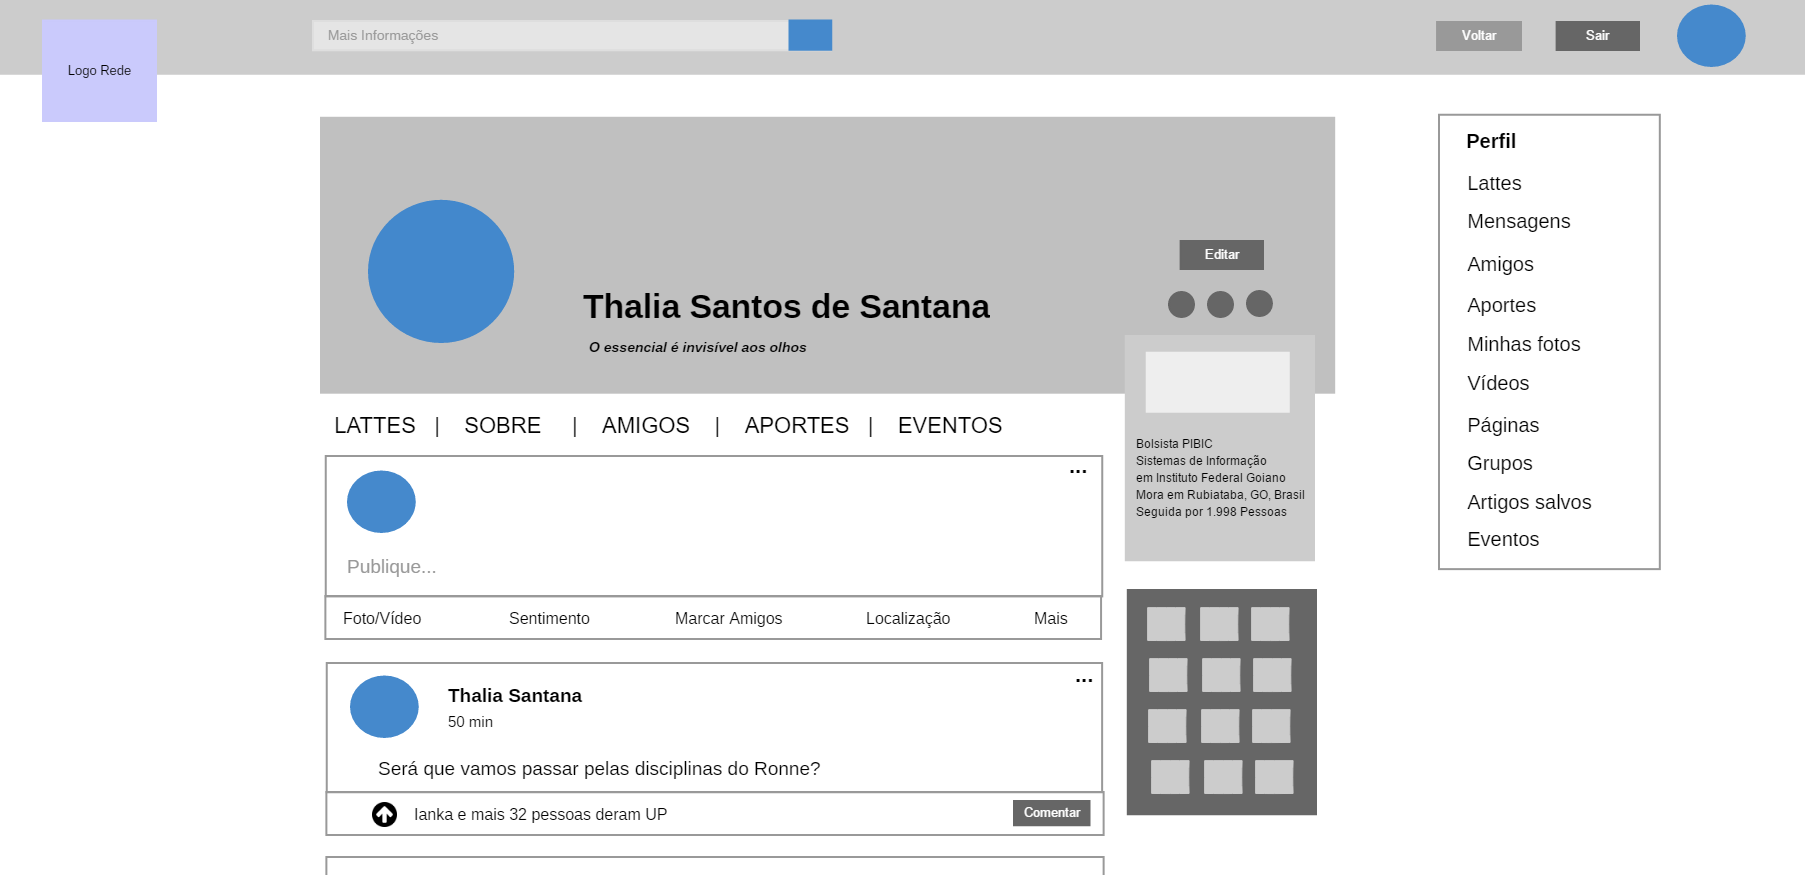 Mais Informações
Voltar
Sair
Logo Rede
Thalia Santos de Santana
O essencial é invisível aos olhos
Editar
LATTES | SOBRE | AMIGOS | APORTES | EVENTOS
...
Publique...
Foto/Vídeo Sentimento Marcar Amigos Localização Mais
...
Thalia Santana
50 min
Será que vamos passar pelas disciplinas do Ronne?
Ianka e mais 32 pessoas deram UP
Comentar
Bolsista PIBIC
Sistemas de Informação
em Instituto Federal Goiano
Mora em Rubiataba, GO, Brasil
Seguida por 1.998 Pessoas
Perfil
Lattes
Mensagens
Amigos
Aportes
Minhas fotos
Vídeos
Páginas
Grupos
Artigos salvos
Eventos